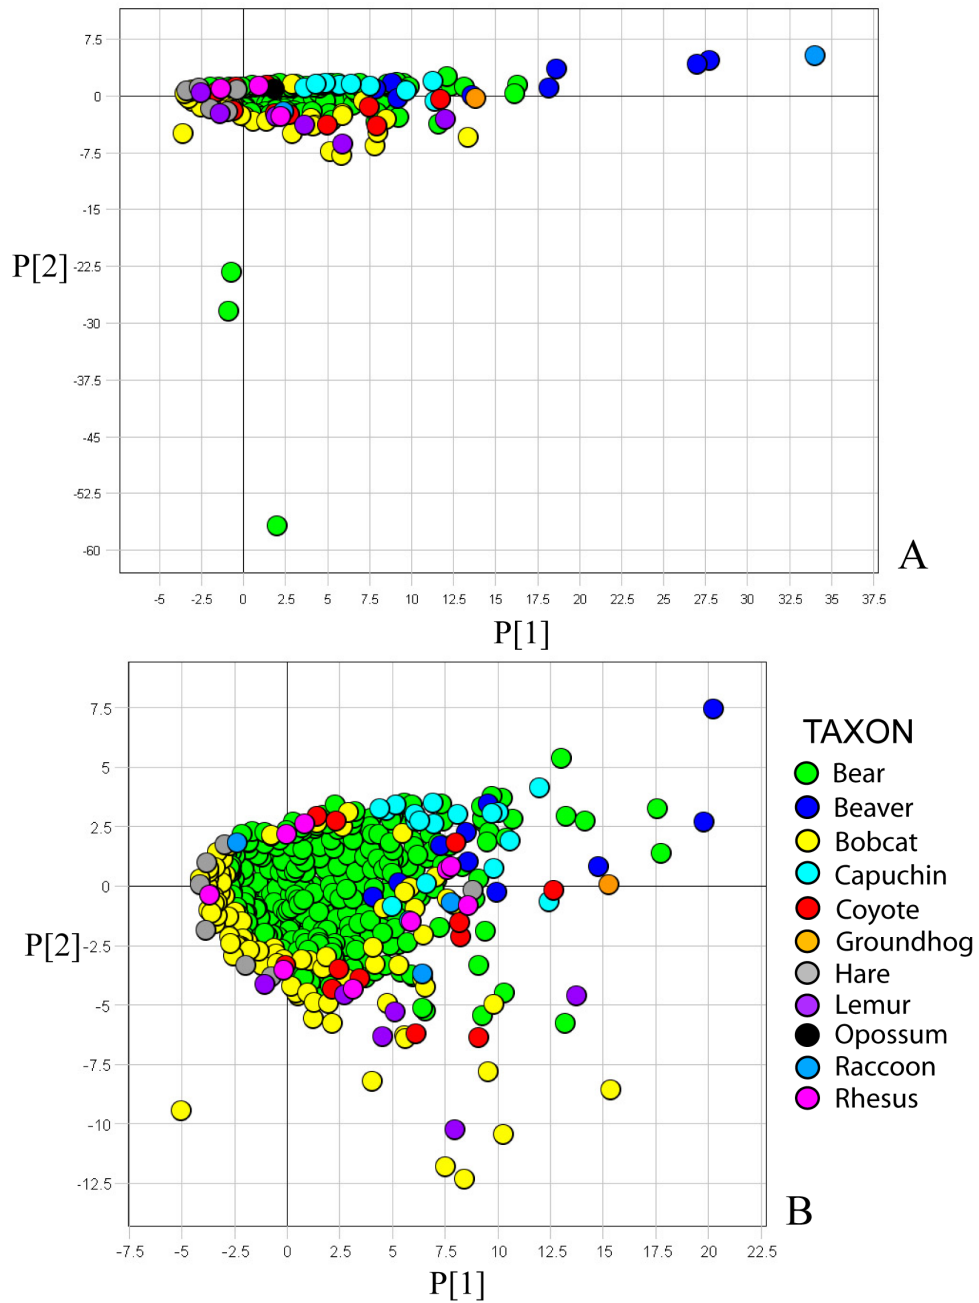 7.5
0
-7.5
-15
P[2]
-22.5
-30
-37.5
-45
-52.5
-60
A
-5 -2.5 0 2.5 5 7.5 10 12.5 15 17.5 20 22.5 25 27.5 30 32.5 35 37.5
P[1]
7.5
5
2.5
0
P[2]
-2.5
-5
-7.5
-10
-12.5
B
-7.5 -5 -2.5 0 2.5 5 7.5 10 12.5 15 17.5 20 22.5
P[1]
TAXON
Bear
Beaver
Bobcat
Capuchin
Coyote
Groundhog
Hare
Lemur
Opossum
Raccoon
Rhesus